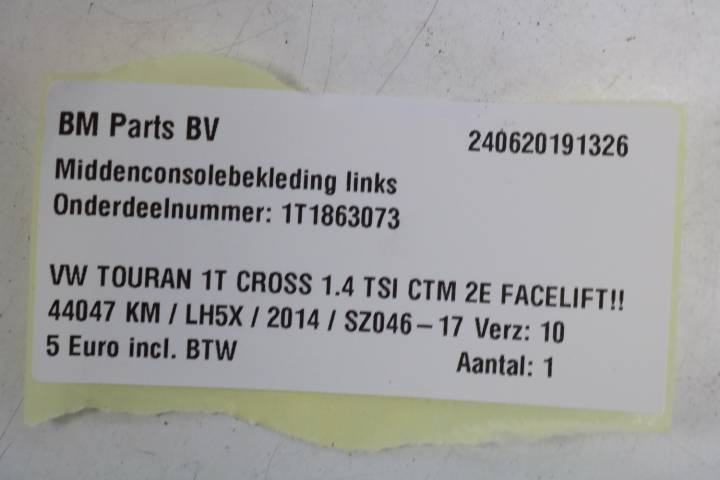 BM Parts BV 240620191326
Middenconsolebekleding links
Onderdeelnummer: 1T1863073
VW TOURAN 1T CROSS 1.4 TSI CTM 2E FACELIFT!!
44047 KM / LH5X / 2014 / SZ046-17 Verz: 10
5 Euro incl. BTW Aantal: 1